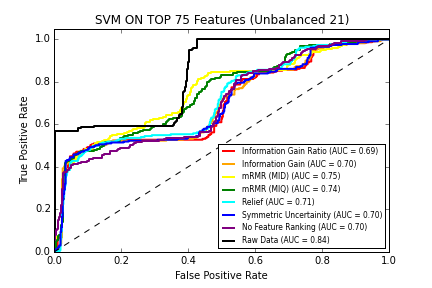 SVM ON TOP 75 Features (Unbalanced 21)
1.0
0.8
0.6
0.4
0.2
0.0
True Positive Rate
Information Gain Ratio (AUC = 0.69)
Information Gain (AUC = 0.70)
mRMR (MID) (AUC = 0.75)
mRMR (MIQ) (AUC = 0.74)
Relief (AUC = 0.71)
Symmetric Uncertainity (AUC = 0.70)
No Feature Ranking (AUC = 0.70)
Raw Data (AUC = 0.84)
0.0 0.2 0.4 0.6 0.8 1.0
False Positive Rate